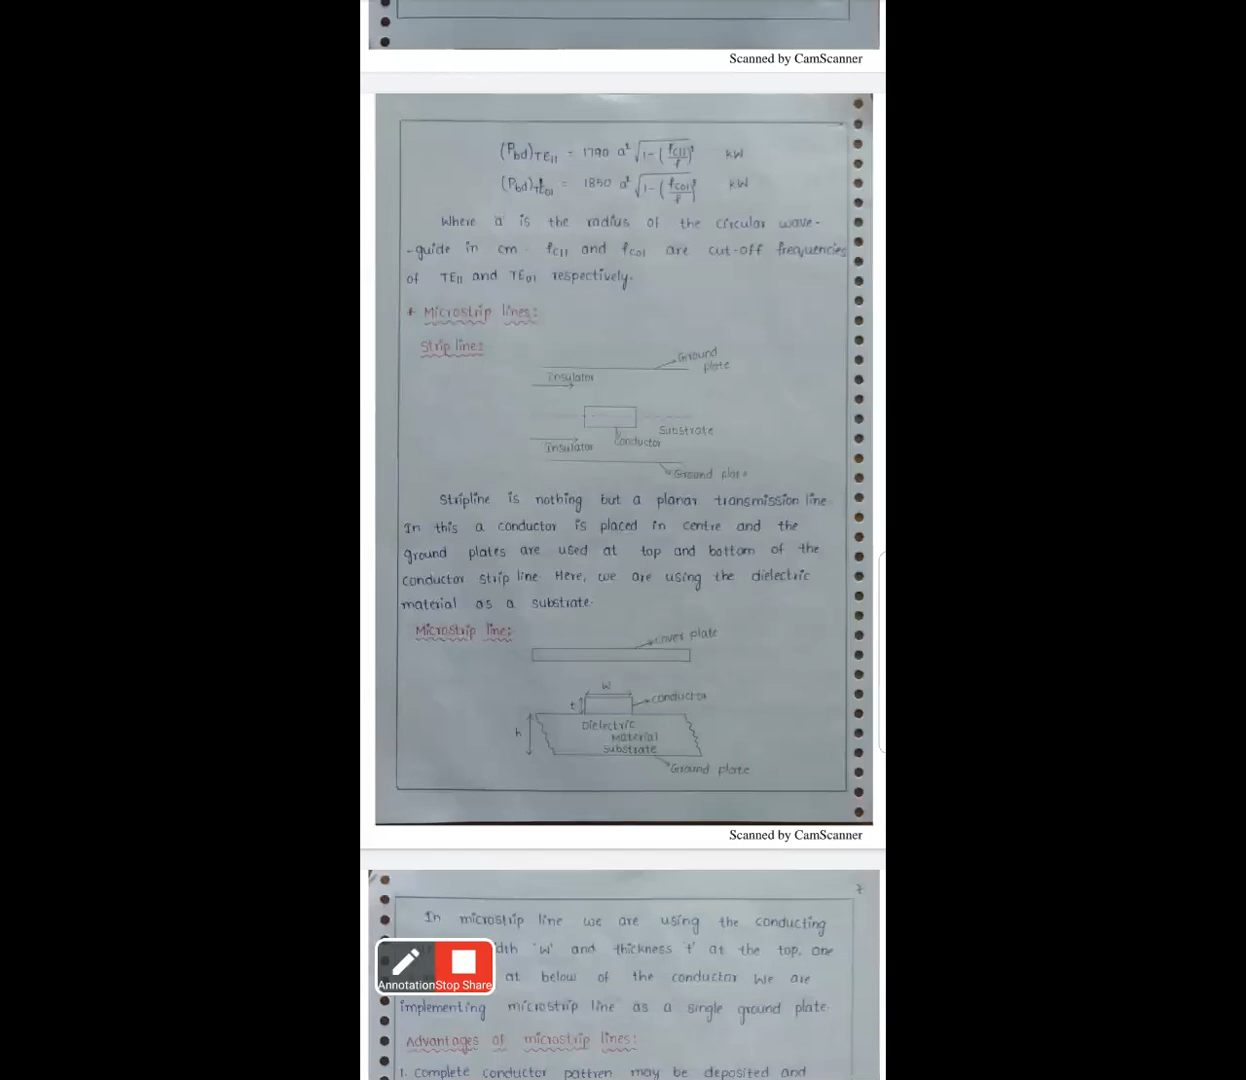 Scanned by CamScanner
(Pbd)TE11 = 1790 a² √1-(fc11/f)² kW
(Pbd)TE01 = 1850 a² √1-(fc01/f)² kW
Where 'a' is the radius of the circular wave-
-guide in cm. fc11 and fc01 are cut-off frequencies
of TE11 and TE01 respectively.
* Microstrip lines:
Strip line:
Ground
plate
Insulator
Substrate
Conductor
Insulator
Ground plate
Stripline is nothing but a planar transmission line
In this a conductor is placed in centre and the
ground plates are used at top and bottom of the
conductor strip line. Here, we are using the dielectric
material as a substrate.
Microstrip line:
cover plate
W
t
conductor
h
Dielectric
Material
Substrate
Ground plate
Scanned by CamScanner
7
In microstrip line we are using the conducting
'W' and thickness 't' at the top, one
at below of the conductor we are
implementing microstrip line as a single ground plate.
Annotation Stop Share
Advantages of microstrip lines:
1. Complete conductor pattren may be deposited and